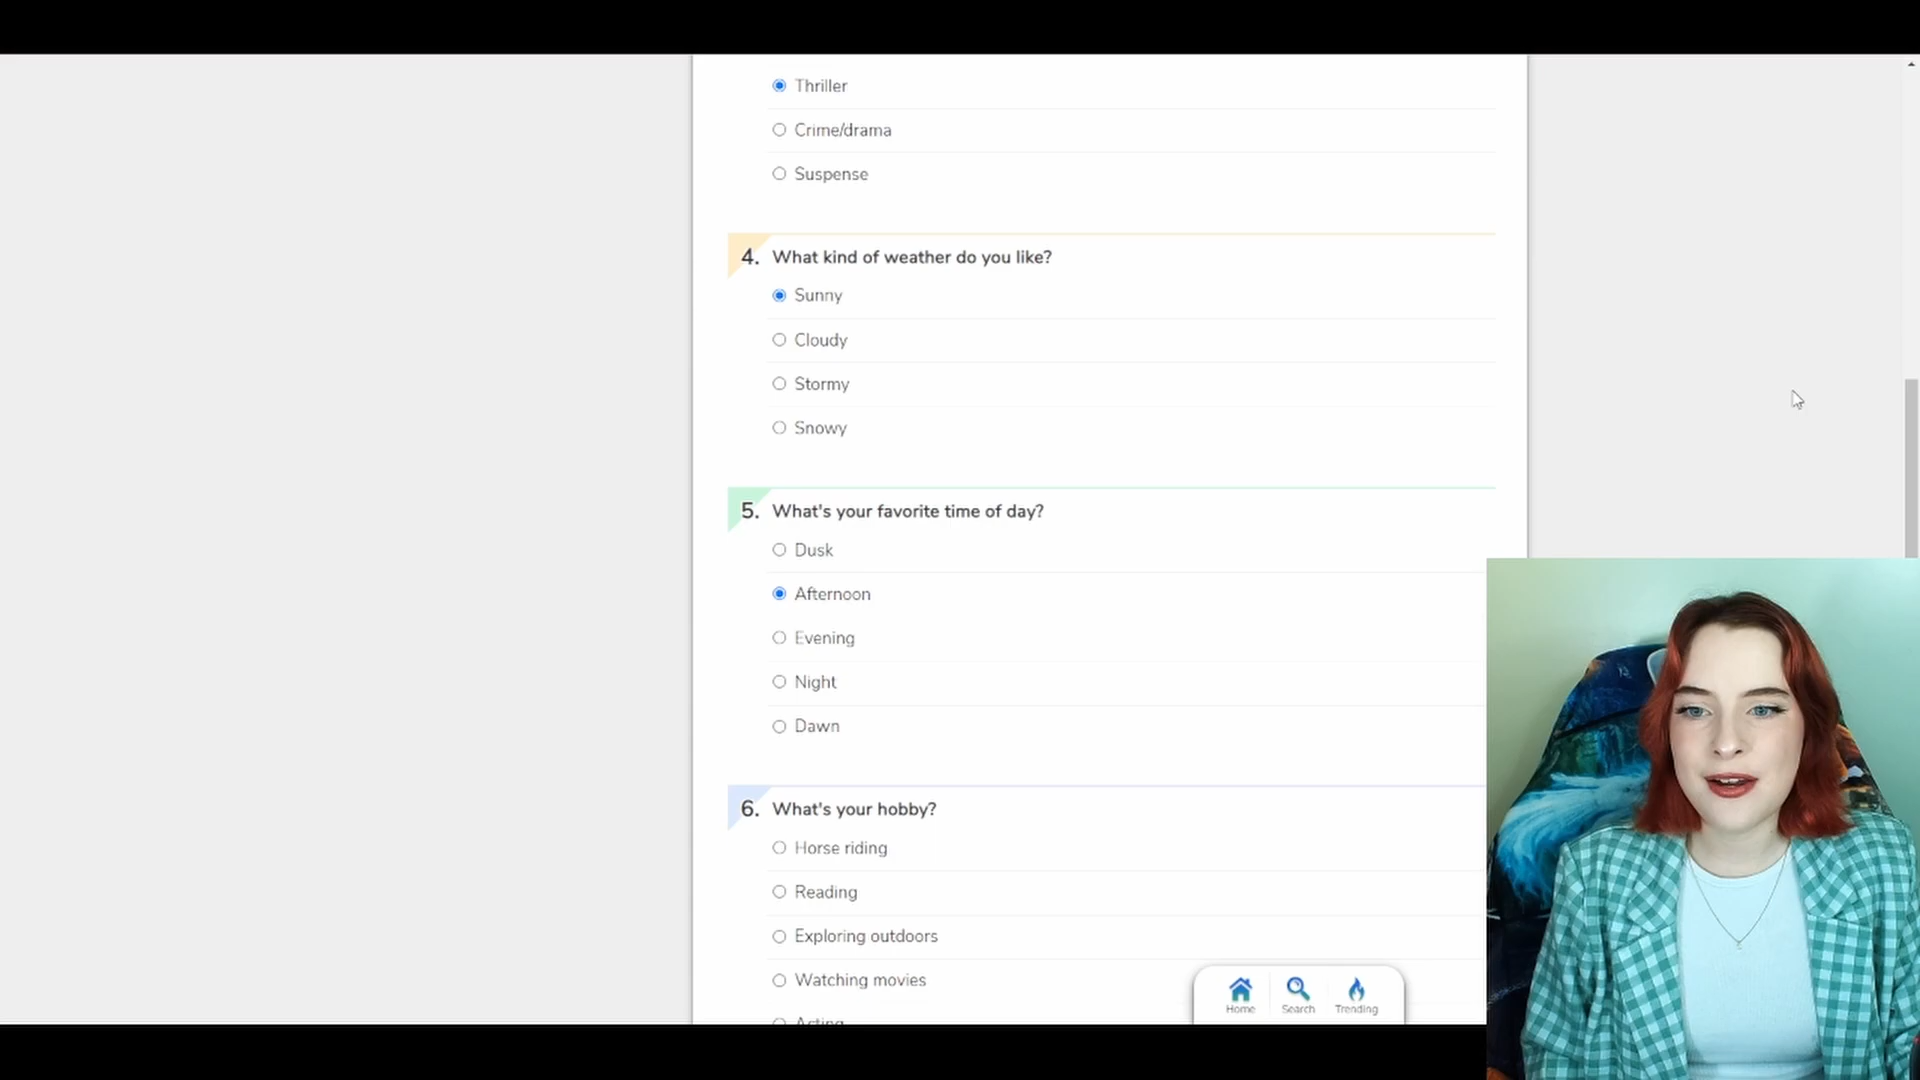 Thriller
Crime/drama
Suspense
4. What kind of weather do you like?
Sunny
Cloudy
Stormy
Snowy
5. What's your favorite time of day?
Dusk
Afternoon
Evening
Night
Dawn
6. What's your hobby?
Horse riding
Reading
Exploring outdoors
Watching movies
Acting
Home Search Trending